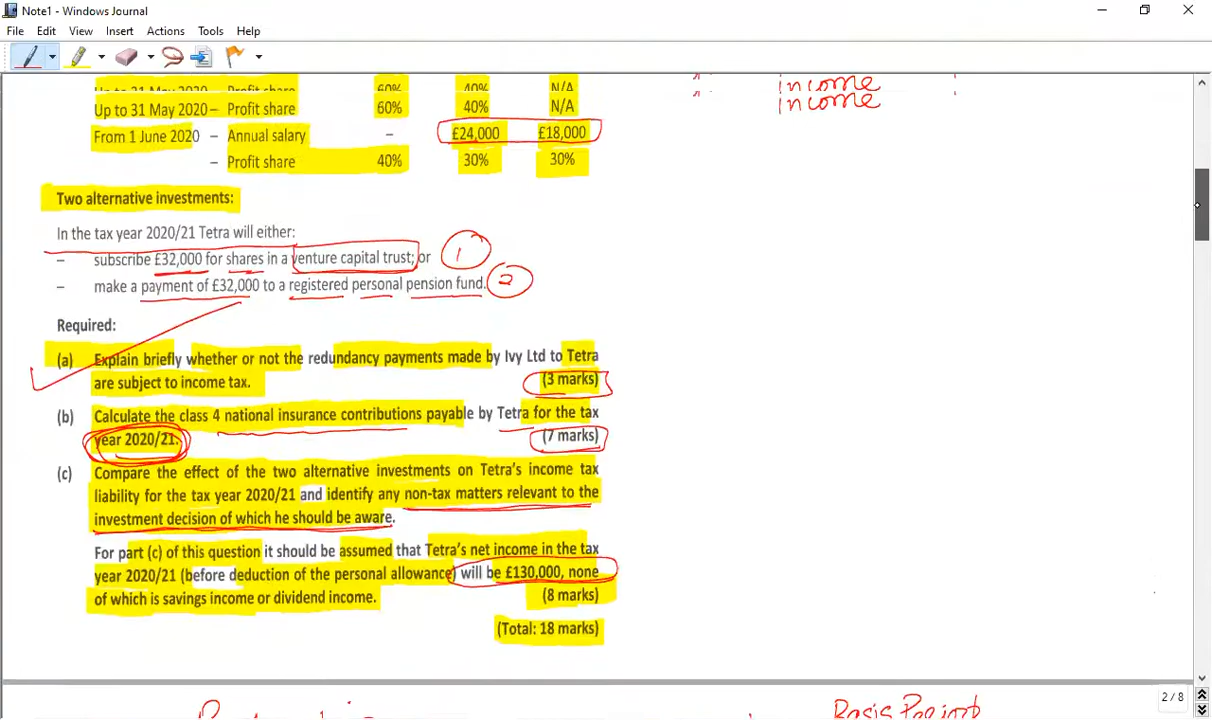 Note1 - Windows Journal
File Edit View Insert Actions Tools Help
Up to 31 May 2020 Profit share 60% 40% N/A
income
Up to 31 May 2020 – Profit share 60% 40% N/A
income
From 1 June 2020 – Annual salary – £24,000 £18,000
– Profit share 40% 30% 30%
Two alternative investments:
In the tax year 2020/21 Tetra will either:
– subscribe £32,000 for shares in a venture capital trust; or 1
– make a payment of £32,000 to a registered personal pension fund. 2
Required:
(a) Explain briefly whether or not the redundancy payments made by Ivy Ltd to Tetra
are subject to income tax. (3 marks)
(b) Calculate the class 4 national insurance contributions payable by Tetra for the tax
year 2020/21. (7 marks)
(c) Compare the effect of the two alternative investments on Tetra's income tax
liability for the tax year 2020/21 and identify any non-tax matters relevant to the
investment decision of which he should be aware.
For part (c) of this question it should be assumed that Tetra's net income in the tax
year 2020/21 (before deduction of the personal allowance) will be £130,000, none
of which is savings income or dividend income. (8 marks)
(Total: 18 marks)
2 / 8
Basis Period